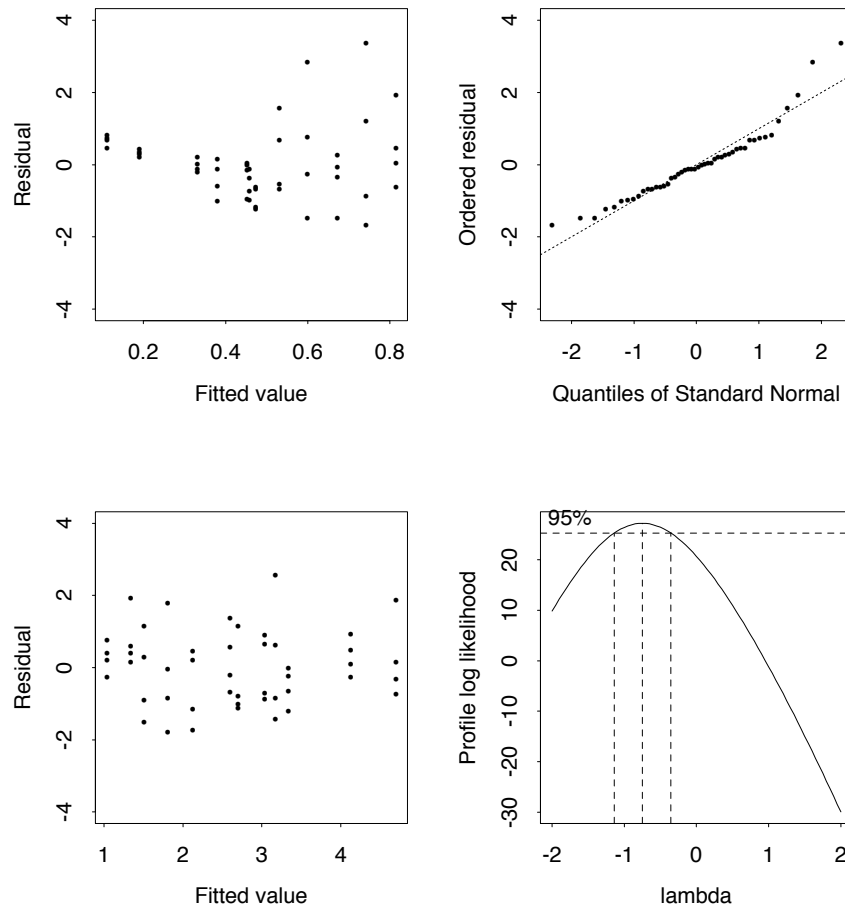 4
2
0
-2
-4
Residual
0.2 0.4 0.6 0.8
Fitted value
4
2
0
-2
-4
Ordered residual
-2 -1 0 1 2
Quantiles of Standard Normal
4
2
0
-2
-4
Residual
1 2 3 4
Fitted value
95%
20
10
0
-10
-20
-30
Profile log likelihood
-2 -1 0 1 2
lambda